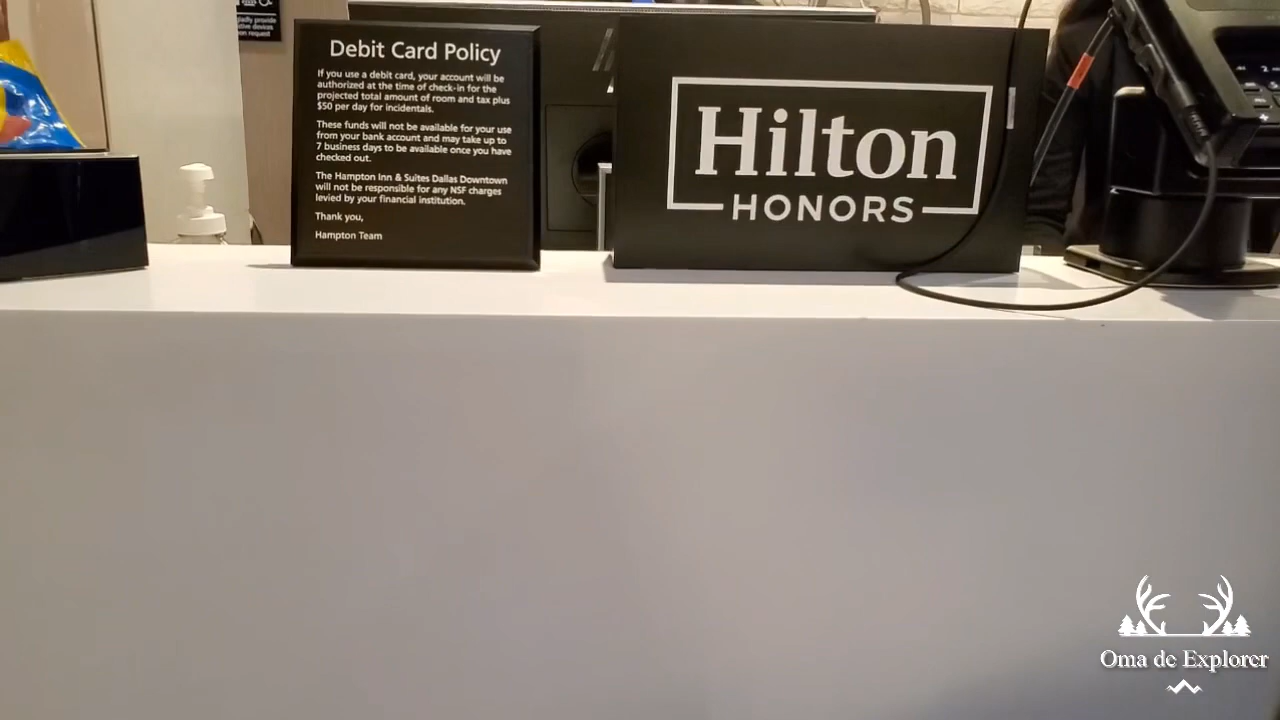 gladly provide
on request
Debit Card Policy
If you use a debit card, your account will be
authorized at the time of check-in for the
projected total amount of room and tax plus
$50 per day for incidentals.
These funds will not be available for your use
from your bank account and may take up to
7 business days to be available once you have
checked out.
The Hampton Inn & Suites Dallas Downtown
will not be responsible for any NSF charges
levied by your financial institution.
Thank you,
Hampton Team
Hilton
HONORS
Oma de Explorer